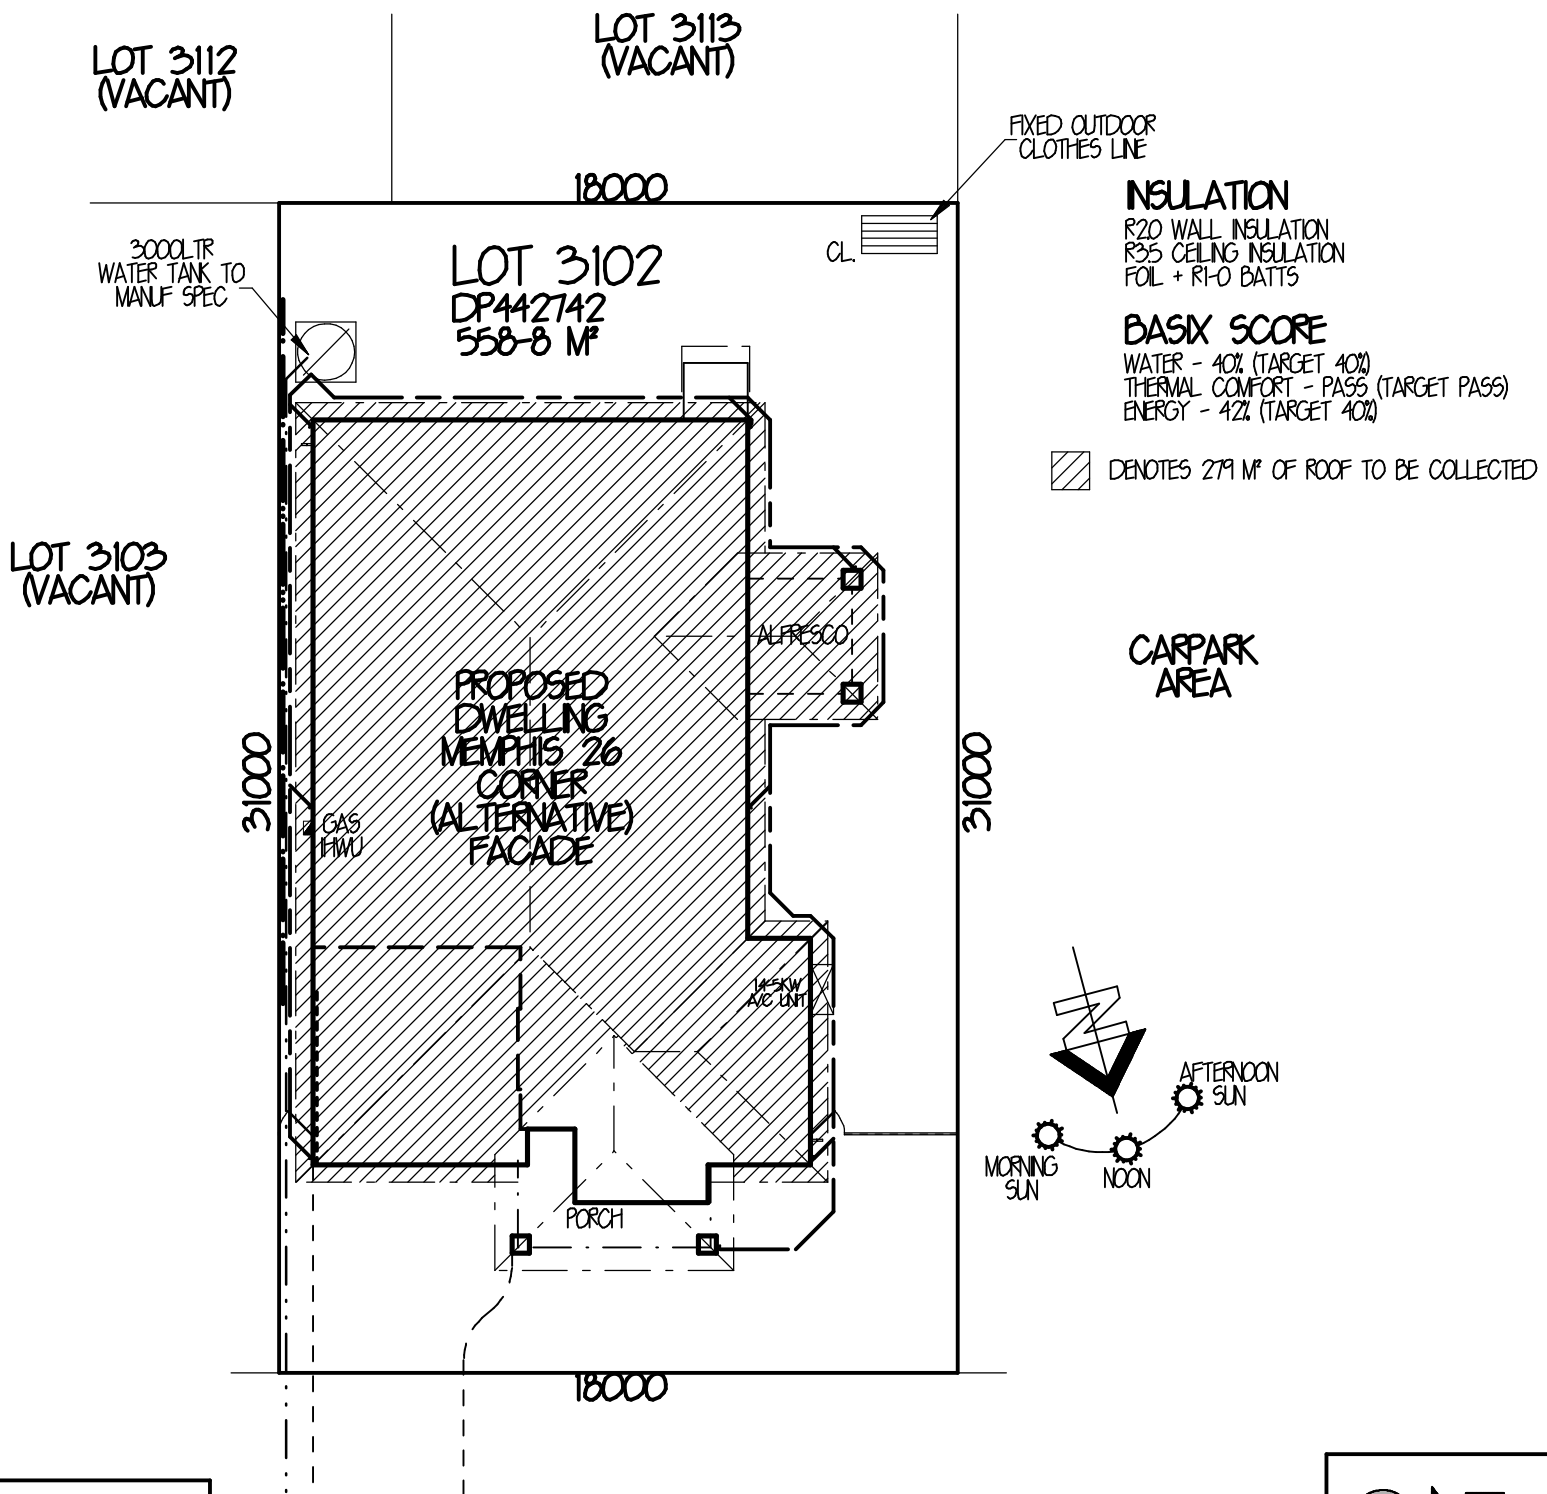 LOT 3112
(VACANT)
LOT 3113
(VACANT)
FIXED OUTDOOR
CLOTHES LINE
18000
INSULATION
R2.0 WALL INSULATION
R3.5 CEILING INSULATION
FOIL + R1-0 BATTS
3000LTR
WATER TANK TO
MANUF SPEC
LOT 3102
DP442742
558-8 M²
CL.
BASIX SCORE
WATER - 40% (TARGET 40%)
THERMAL COMFORT - PASS (TARGET PASS)
ENERGY - 42% (TARGET 40%)
DENOTES 279 M² OF ROOF TO BE COLLECTED
LOT 3103
(VACANT)
ALFRESCO
CARPARK
AREA
PROPOSED
DWELLING
MEMPHIS 26
CORNER
(ALTERNATIVE)
FACADE
31000
31000
GAS
IHWU
14-5KW
A/C UNIT
N
AFTERNOON
SUN
MORNING
SUN
NOON
PORCH
18000